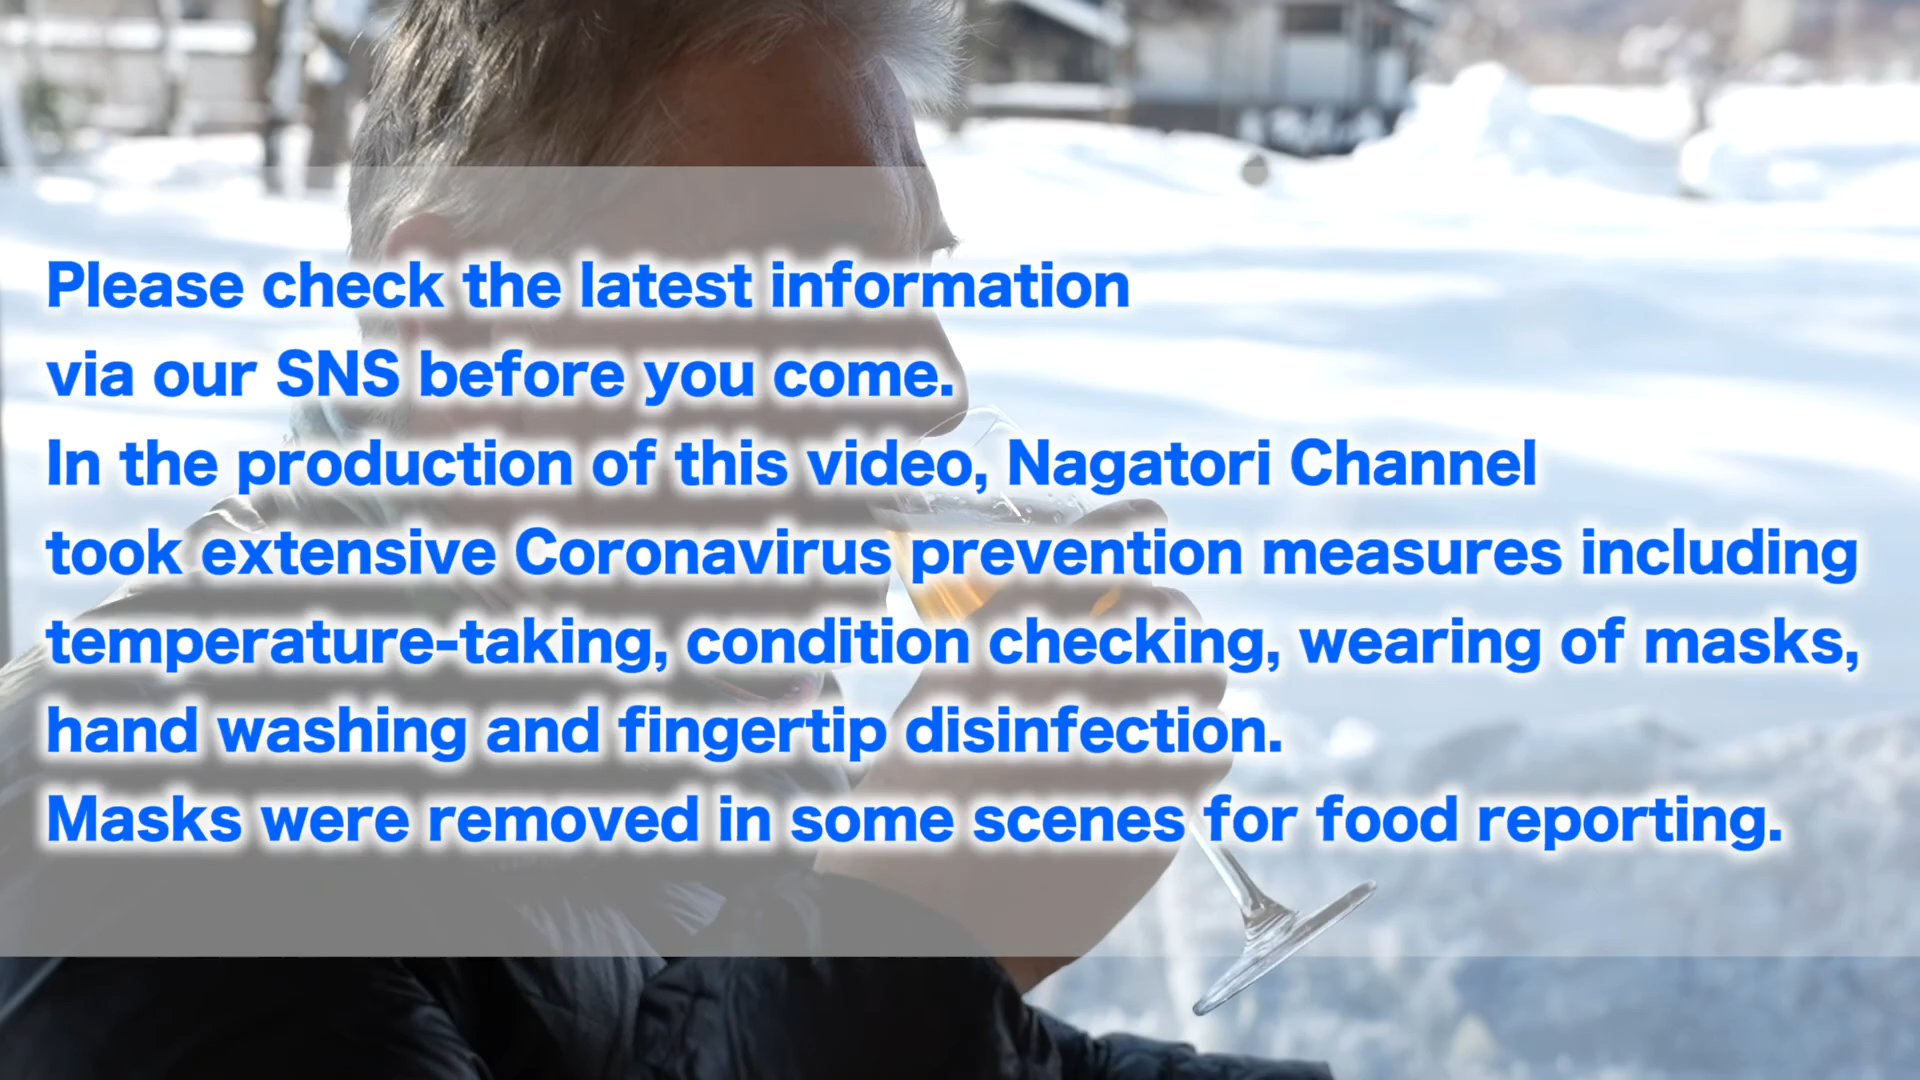 Please check the latest information
via our SNS before you come.
In the production of this video, Nagatori Channel
took extensive Coronavirus prevention measures including
temperature-taking, condition checking, wearing of masks,
hand washing and fingertip disinfection.
Masks were removed in some scenes for food reporting.